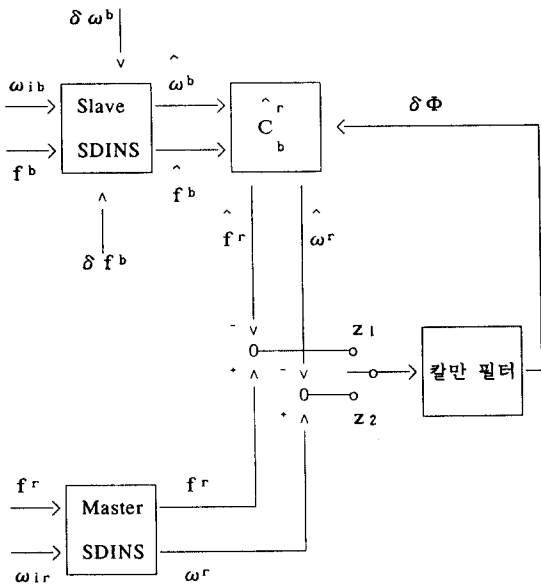 δ ω^b
ω_ib
Slave
SDINS
f^b
ω̂^b
f̂^b
Ĉ^r_b
δΦ
δ f^b
f̂^r
ω̂^r
-
z_1
+
-
+
z_2
칼만 필터
f^r
Master
SDINS
ω_ir
f^r
ω^r